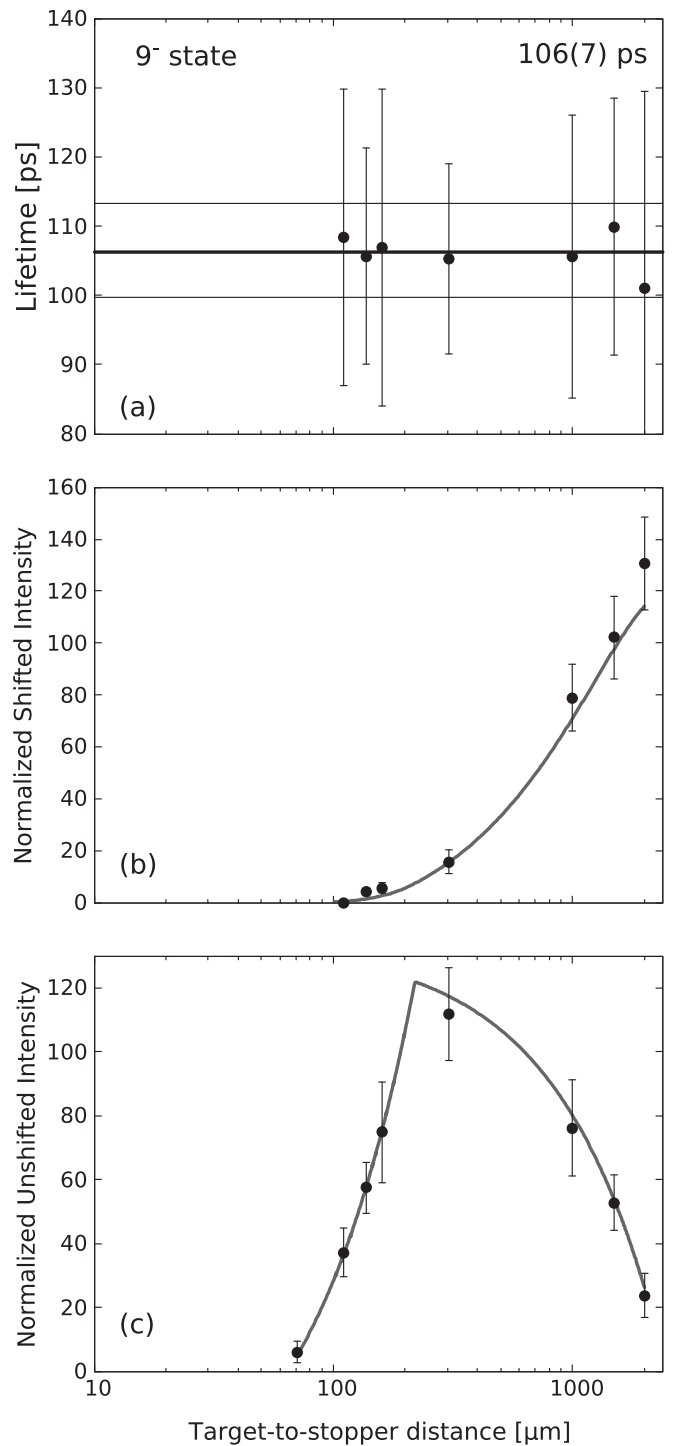 140
9⁻ state 106(7) ps
130
120
110
100
90
80
Lifetime [ps]
(a)
160
140
120
100
80
60
40
20
0
Normalized Shifted Intensity
(b)
120
100
80
60
40
20
0
Normalized Unshifted Intensity
(c)
10 100 1000
Target-to-stopper distance [μm]